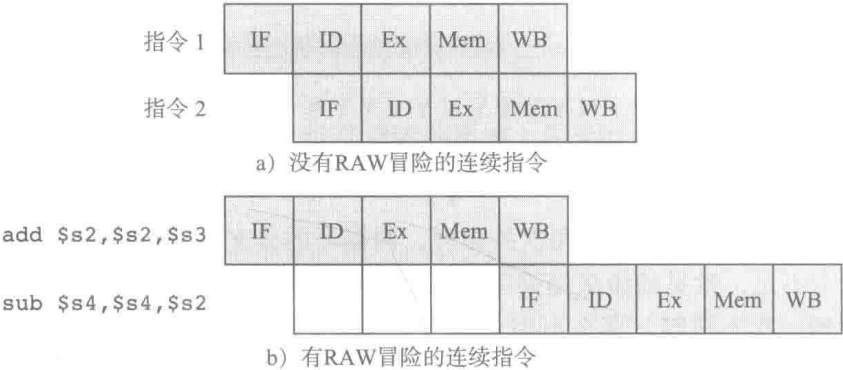 指令 1 IF ID Ex Mem WB
指令 2 IF ID Ex Mem WB
a) 没有RAW冒险的连续指令
add $s2,$s2,$s3 IF ID Ex Mem WB
sub $s4,$s4,$s2 IF ID Ex Mem WB
b) 有RAW冒险的连续指令